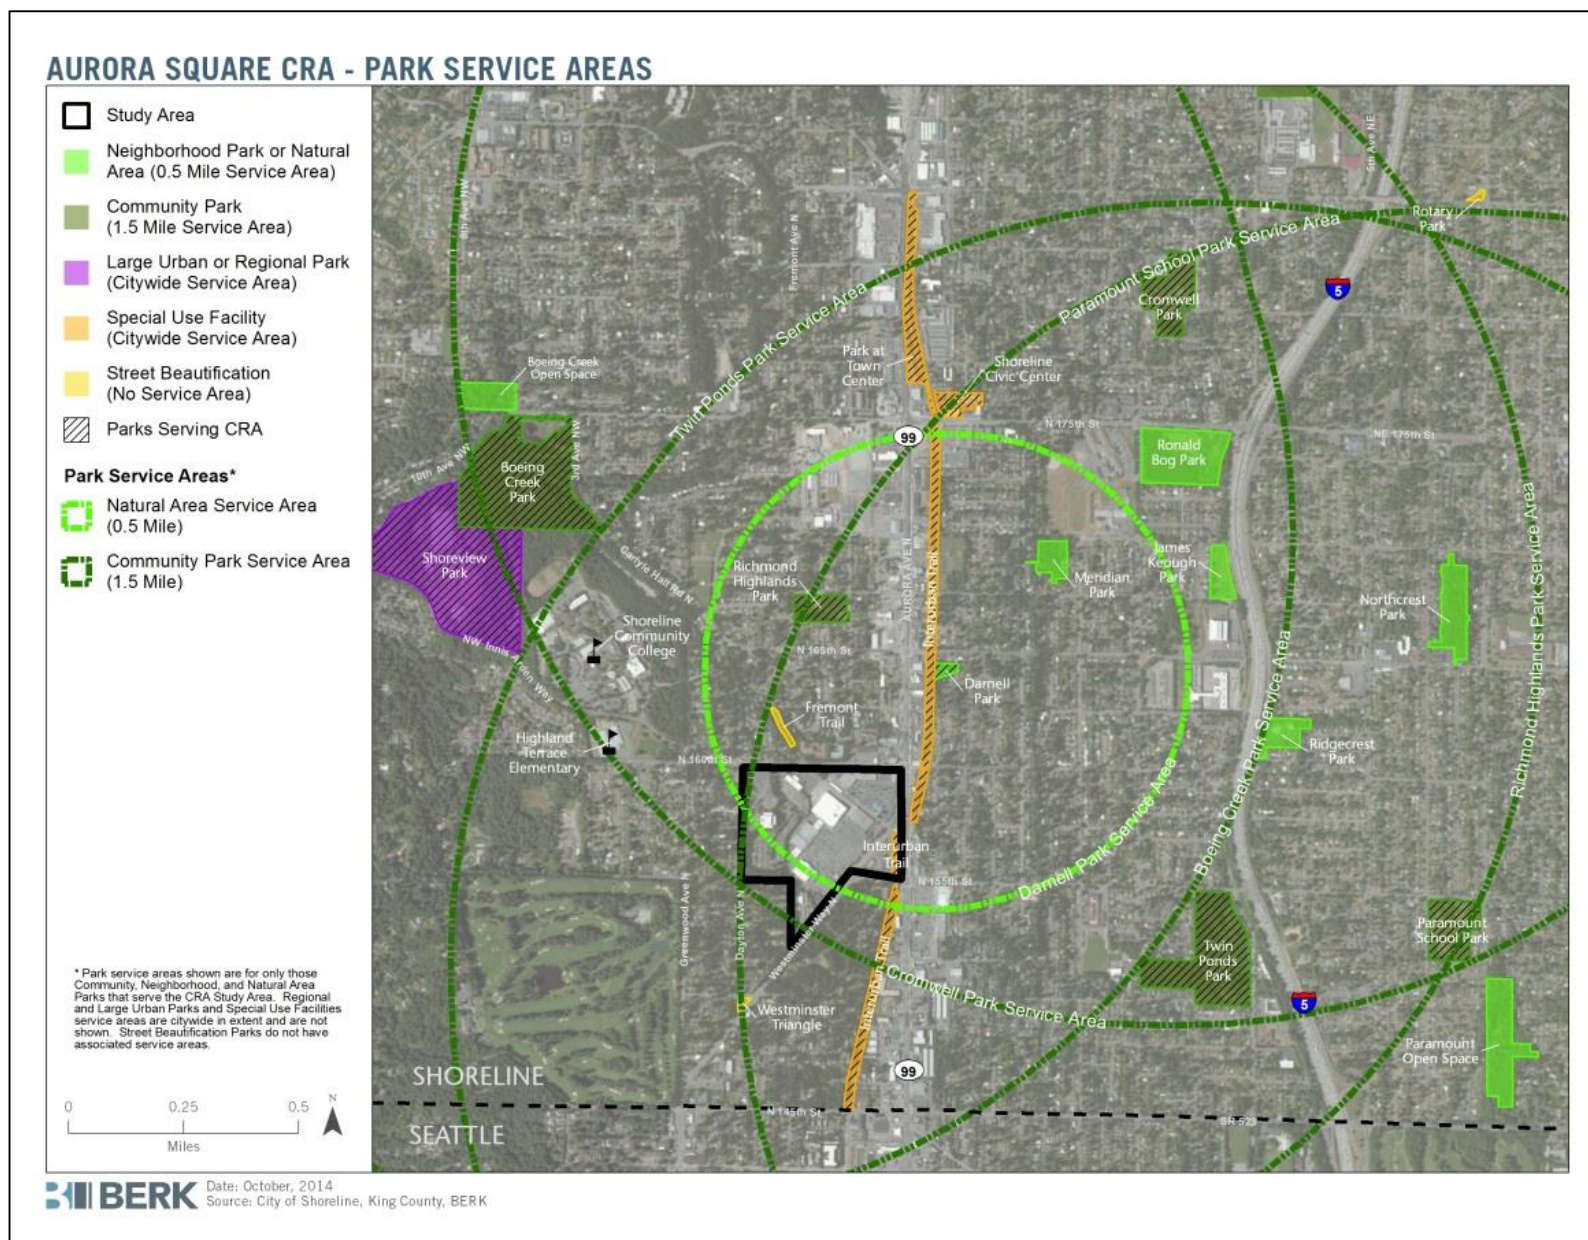 AURORA SQUARE CRA - PARK SERVICE AREAS
Study Area
Neighborhood Park or Natural
Area (0.5 Mile Service Area)
Community Park
(1.5 Mile Service Area)
Large Urban or Regional Park
(Citywide Service Area)
Special Use Facility
(Citywide Service Area)
Street Beautification
(No Service Area)
Parks Serving CRA
Park Service Areas*
Natural Area Service Area
(0.5 Mile)
Community Park Service Area
(1.5 Mile)
* Park service areas shown are for only those
Community, Neighborhood, and Natural Area
Parks that serve the CRA Study Area. Regional
and Large Urban Parks and Special Use Facilities
service areas are citywide in extent and are not
shown. Street Beautification Parks do not have
associated service areas.
0
0.25
0.5
N
Miles
8th Ave NW
Fremont Ave N
5th Ave NE
Rotary
Park
5
Twin Ponds Park Service Area
Paramount School Park Service Area
Cromwell
Park
Park at
Town
Center
Shoreline
Civic Center
Boeing Creek
Open Space
99
N 175th St
NE 175th St
Ronald
Bog Park
10th Ave NW
3rd Ave NW
Boeing
Creek
Park
Shoreview
Park
Carlyle Hall Rd N
Richmond
Highlands
Park
AURORA AVE N
Interurban Trail
Meridian
Park
James
Keough
Park
Northcrest
Park
Richmond Highlands Park Service Area
NW Innis Arden Way
Shoreline
Community
College
N 165th St
Darnell
Park
Fremont
Trail
Highland
Terrace
Elementary
N 160th St
Ridgecrest
Park
Boeing Creek Park Service Area
Darnell Park Service Area
Interurban
Trail
N 155th St
Greenwood Ave N
Dayton Ave N
Westminster Way N
Interurban Trail
Cromwell Park Service Area
Twin
Ponds
Park
Paramount
School Park
5
Westminster
Triangle
Paramount
Open Space
99
SHORELINE
N 145th St
SR-523
SEATTLE
BERK
Date: October, 2014
Source: City of Shoreline, King County, BERK